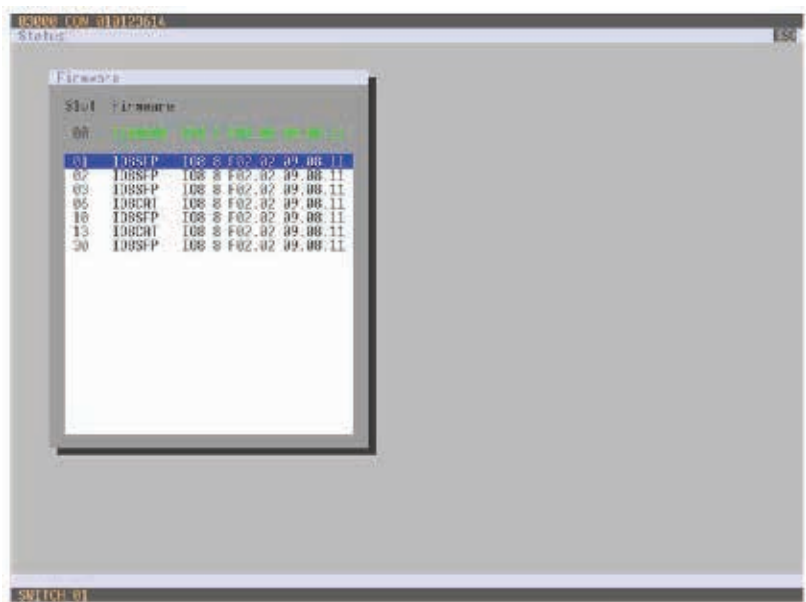 03000 CON 010123614
Status ESC
Firmware
Slot Firmware
00
01 IO8SFP IO8 8 F02.02 09.08.11
02 IO8SFP IO8 8 F02.02 09.08.11
03 IO8SFP IO8 8 F02.02 09.08.11
06 IO8CAT IO8 8 F02.02 09.08.11
10 IO8SFP IO8 8 F02.02 09.08.11
13 IO8CAT IO8 8 F02.02 09.08.11
30 IO8SFP IO8 8 F02.02 09.08.11
SWITCH 01